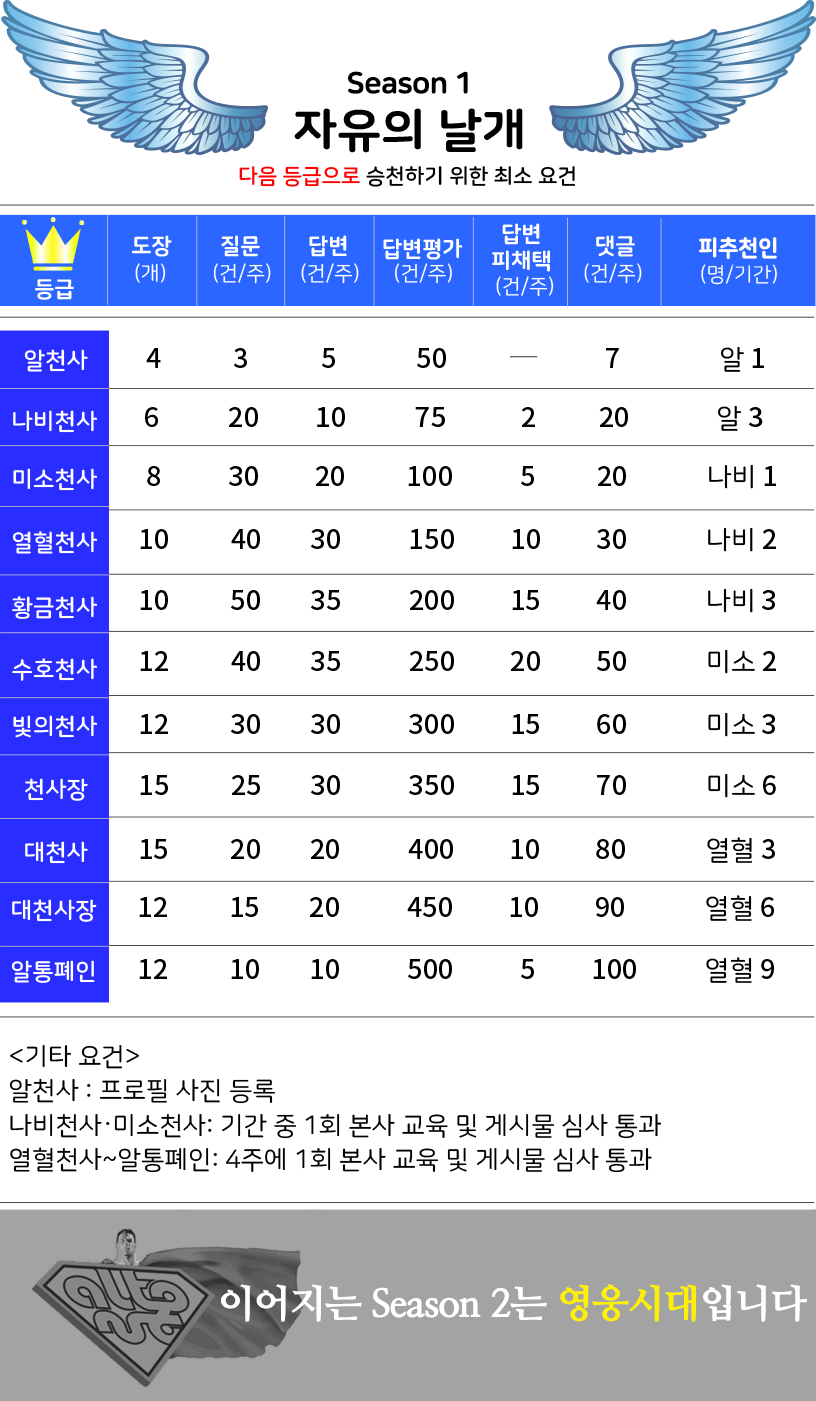 Season 1
자유의 날개
다음 등급으로 승천하기 위한 최소 요건
등급 도장 (개) 질문 (건/주) 답변 (건/주) 답변평가 (건/주) 답변 피채택 (건/주) 댓글 (건/주) 피추천인 (명/기간)
알천사 4 3 5 50 — 7 알 1
나비천사 6 20 10 75 2 20 알 3
미소천사 8 30 20 100 5 20 나비 1
열혈천사 10 40 30 150 10 30 나비 2
황금천사 10 50 35 200 15 40 나비 3
수호천사 12 40 35 250 20 50 미소 2
빛의천사 12 30 30 300 15 60 미소 3
천사장 15 25 30 350 15 70 미소 6
대천사 15 20 20 400 10 80 열혈 3
대천사장 12 15 20 450 10 90 열혈 6
알통폐인 12 10 10 500 5 100 열혈 9
<기타 요건>
알천사 : 프로필 사진 등록
나비천사·미소천사: 기간 중 1회 본사 교육 및 게시물 심사 통과
열혈천사~알통폐인: 4주에 1회 본사 교육 및 게시물 심사 통과
이어지는 Season 2는 영웅시대입니다